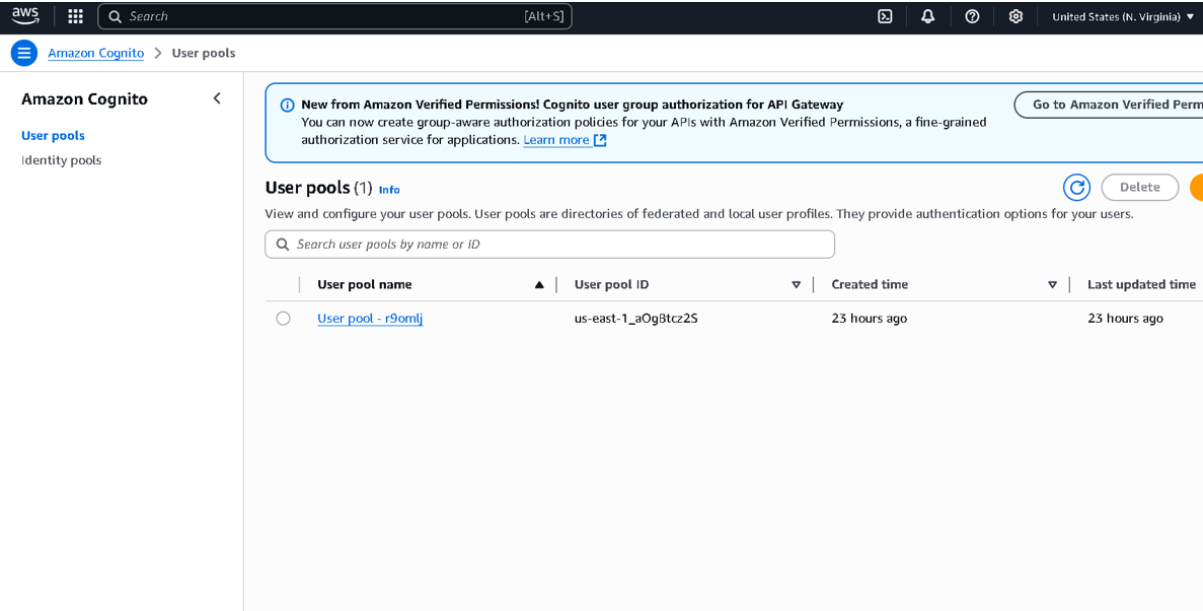 aws
Search [Alt+S] United States (N. Virginia)
Amazon Cognito > User pools
Amazon Cognito
User pools
Identity pools
New from Amazon Verified Permissions! Cognito user group authorization for API Gateway
Go to Amazon Verified Perm
You can now create group-aware authorization policies for your APIs with Amazon Verified Permissions, a fine-grained
authorization service for applications. Learn more
User pools (1) Info
Delete
View and configure your user pools. User pools are directories of federated and local user profiles. They provide authentication options for your users.
Search user pools by name or ID
User pool name User pool ID Created time Last updated time
User pool - r9omlj us-east-1_aOgBtcz2S 23 hours ago 23 hours ago